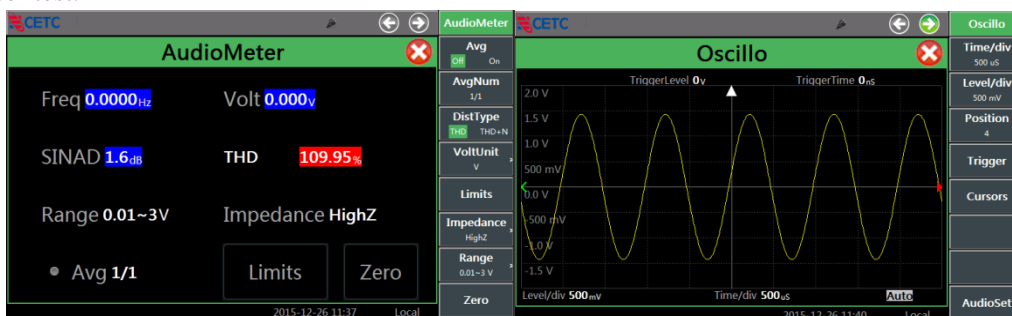 CETC
AudioMeter
AudioMeter
Freq 0.0000Hz Volt 0.000V
SINAD 1.6dB THD 109.95%
Range 0.01~3V Impedance HighZ
Avg 1/1 Limits Zero
2015-12-26 11:37 Local
Avg
Off On
AvgNum
1/1
DistType
THD THD+N
VoltUnit
V
Limits
Impedance
HighZ
Range
0.01~3 V
Zero
CETC
Oscillo
Oscillo
TriggerLevel 0V TriggerTime 0nS
2.0 V
1.5 V
1.0 V
500 mV
0.0 V
-500 mV
-1.0 V
-1.5 V
Level/div 500mV Time/div 500uS Auto
2015-12-26 11:40 Local
Time/div
500 uS
Level/div
500 mV
Position
4
Trigger
Cursors
AudioSet